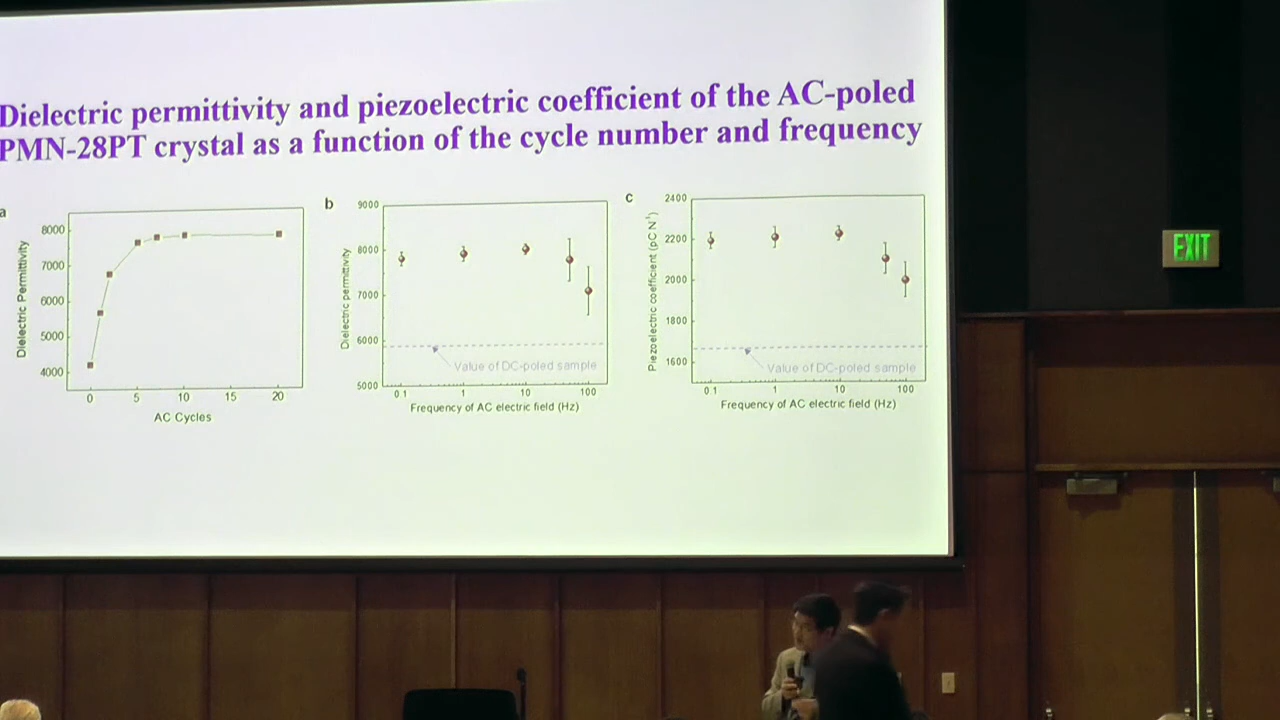 Dielectric permittivity and piezoelectric coefficient of the AC-poled
PMN-28PT crystal as a function of the cycle number and frequency
a
Dielectric Permittivity
8000
7000
6000
5000
4000
0 5 10 15 20
AC Cycles
b
Dielectric permittivity
9000
8000
7000
6000
5000
Value of DC-poled sample
0.1 1 10 100
Frequency of AC electric field (Hz)
c
Piezoelectric coefficient (pC N⁻¹)
2400
2200
2000
1800
1600
Value of DC-poled sample
0.1 1 10 100
Frequency of AC electric field (Hz)
EXIT